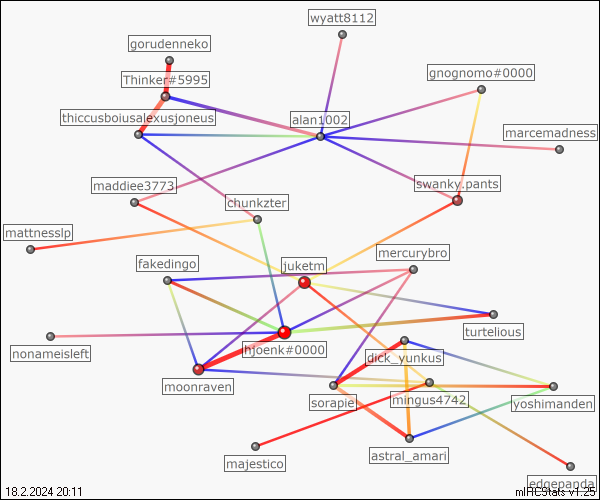 wyatt8112
gorudenneko
Thinker#5995
gnognomo#0000
thiccusboiusalexusjoneus
alan1002
marcemadness
maddiee3773
swanky.pants
chunkzter
mattnesslp
mercurybro
fakedingo
juketm
turtelious
nonameisleft
hjoenk#0000
dick_yunkus
moonraven
sorapie
mingus4742
yoshimanden
astral_amari
majestico
edgepanda
18.2.2024 20:11
mIHCStats v1.25